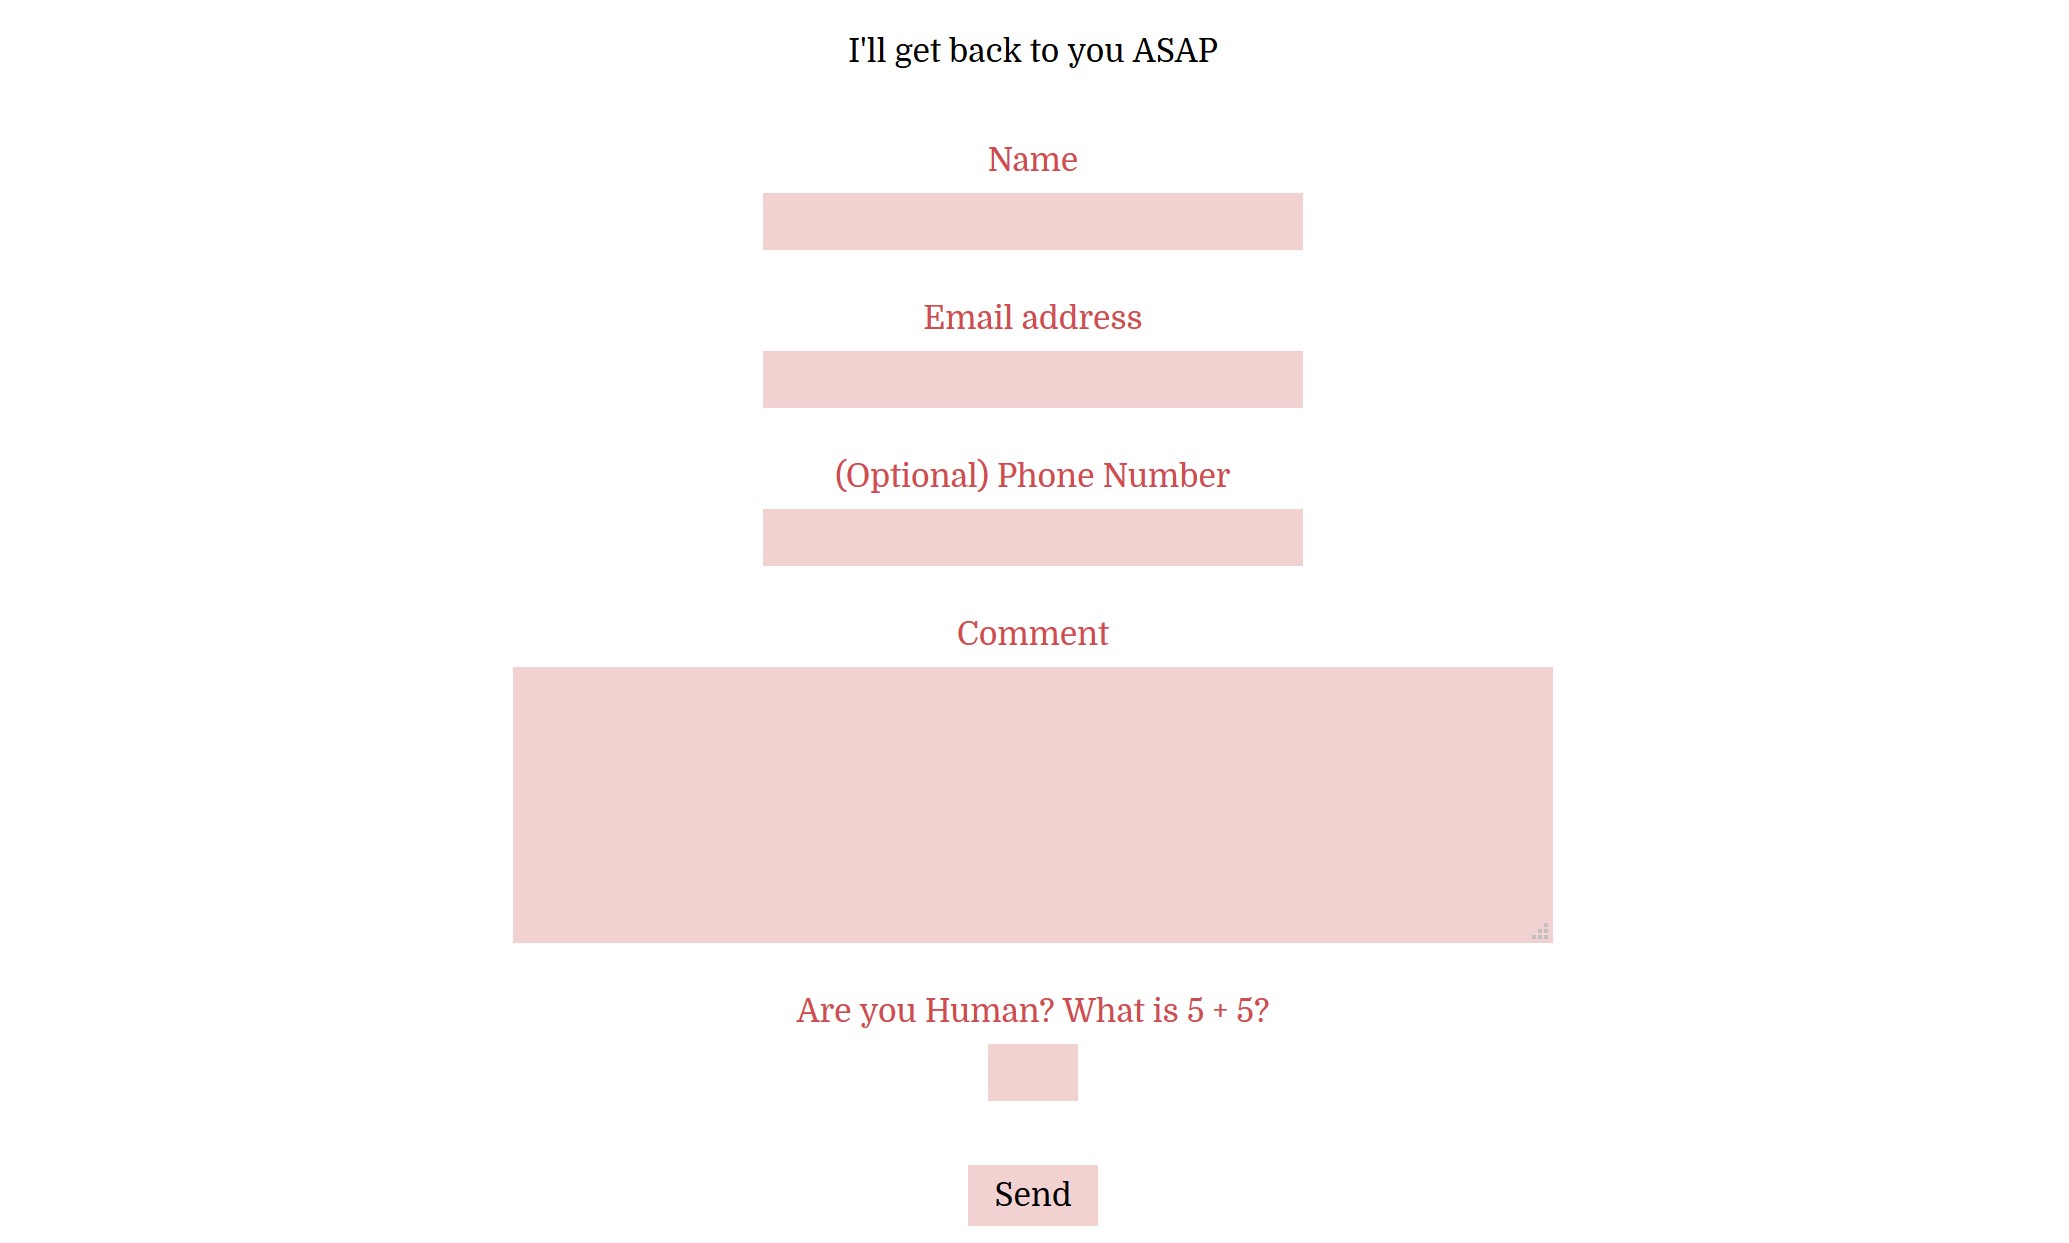 I'll get back to you ASAP
Name
Email address
(Optional) Phone Number
Comment
Are you Human? What is 5 + 5?
Send